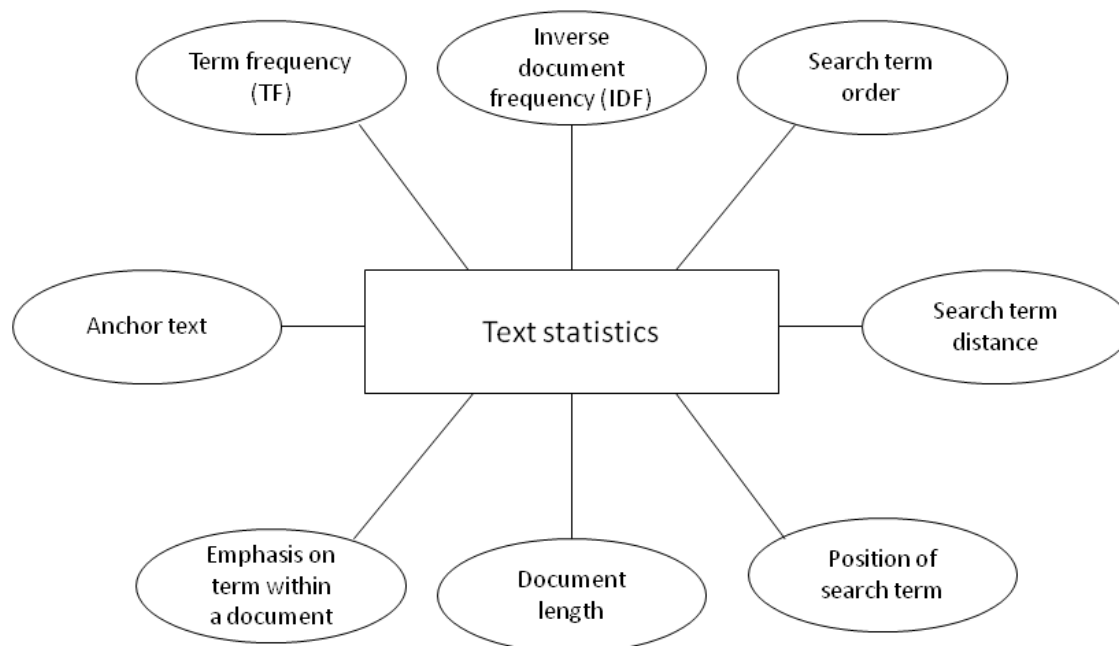 Term frequency
(TF)
Inverse
document
frequency (IDF)
Search term
order
Anchor text
Text statistics
Search term
distance
Emphasis on
term within
a document
Document
length
Position of
search term